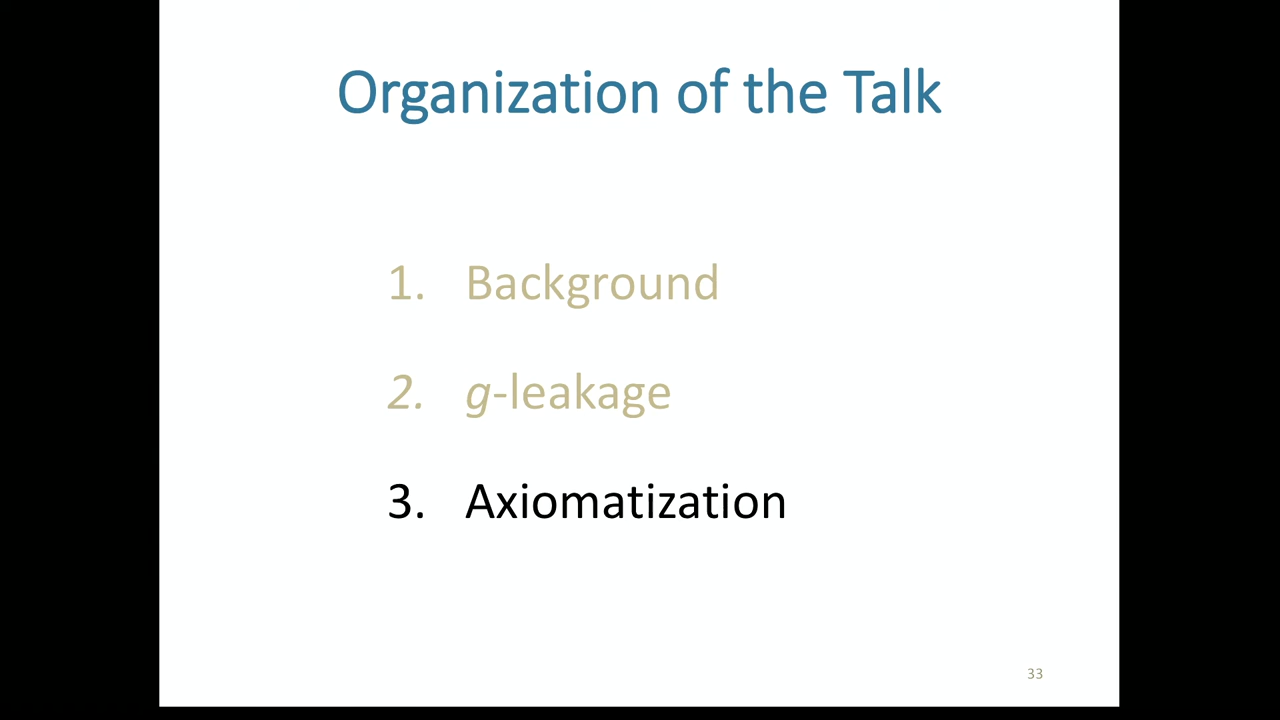 Organization of the Talk
1. Background
2. g-leakage
3. Axiomatization
33